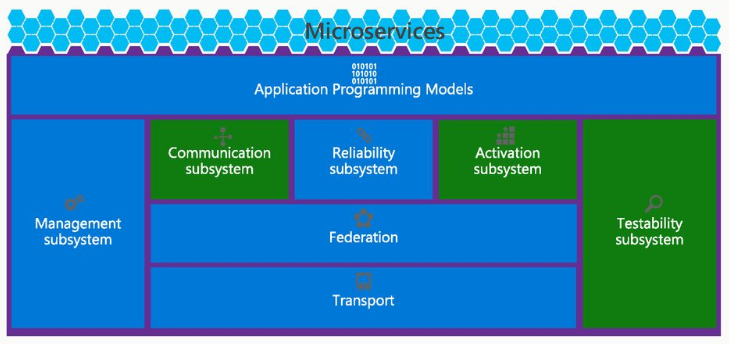 Microservices
010101
101010
010101
Application Programming Models
Communication
subsystem
Reliability
subsystem
Activation
subsystem
Management
subsystem
Testability
subsystem
Federation
Transport